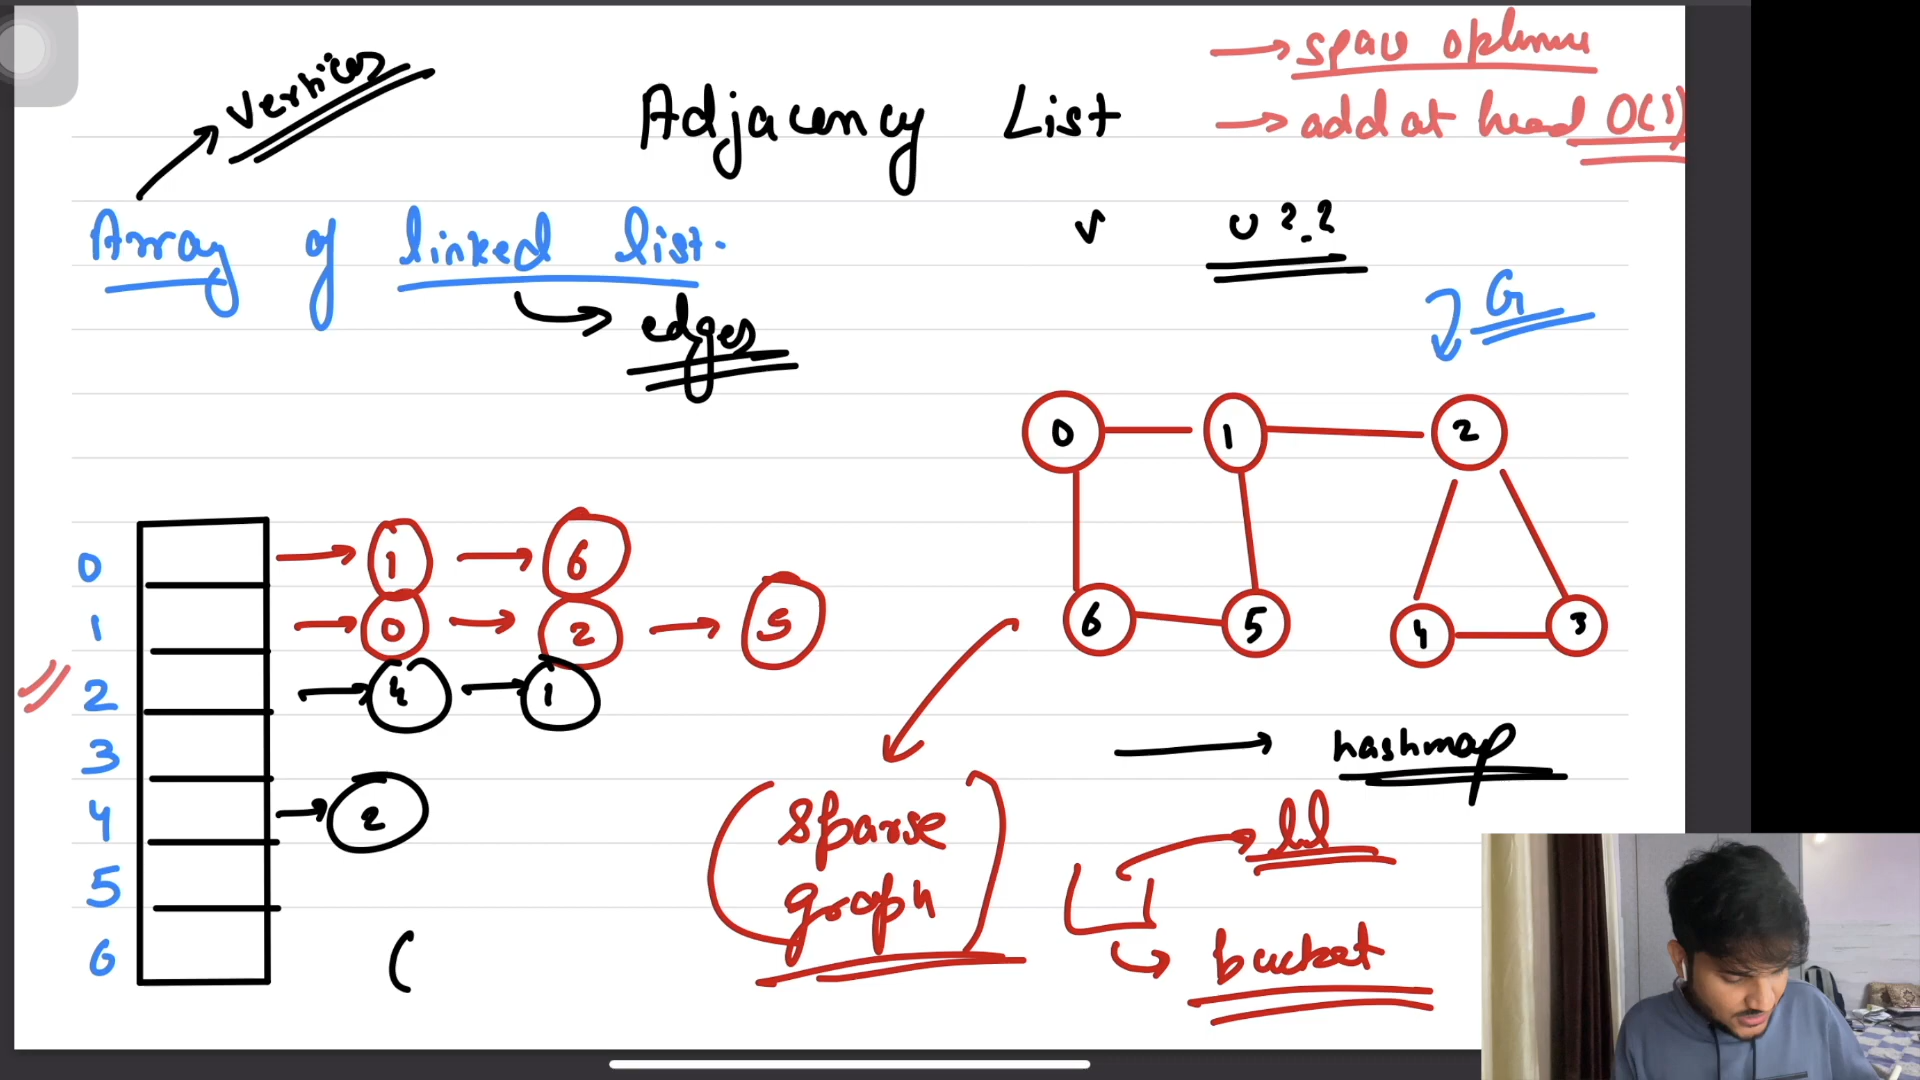 → space optimise
→ add at head O(1)
vertices
Adjacency List
Array of linked list.
v u ? . ?
edges
G
0 1 2
6 5 4 3
0 → 1 → 6
1 → 0 → 2 → 5
2 → 4 → 1
3
4 → 2
5
6 (
→ hashmap
(sparse
graph)
ll
bucket